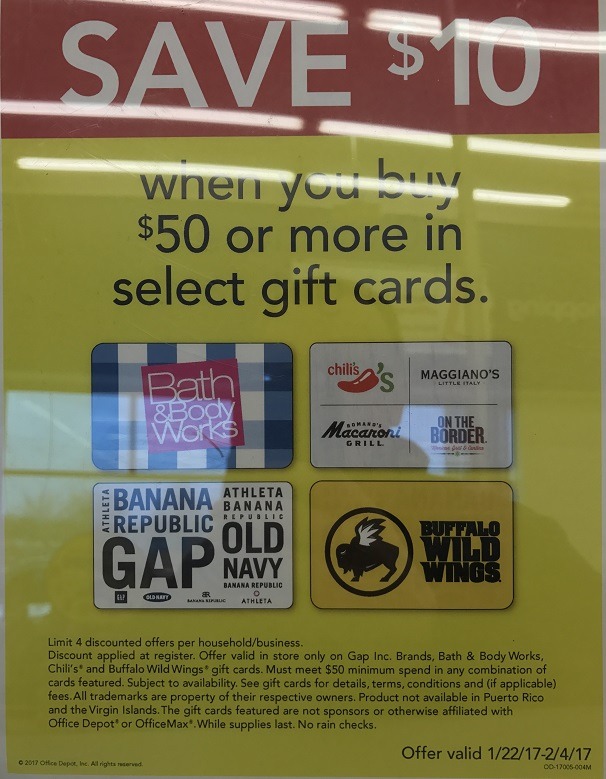 SAVE $10
when you buy
$50 or more in
select gift cards.
Bath
& Body
Works
chili's
MAGGIANO'S
LITTLE ITALY
ROMANO'S
Macaroni
GRILL
ON THE
BORDER
ATHLETA
BANANA
REPUBLIC
GAP
ATHLETA
BANANA
REPUBLIC
OLD
NAVY
BANANA REPUBLIC
GAP
OLD NAVY
BR
BANANA REPUBLIC
ATHLETA
BUFFALO
WILD
WINGS
Limit 4 discounted offers per household/business.
Discount applied at register. Offer valid in store only on Gap Inc. Brands, Bath & Body Works,
Chili's® and Buffalo Wild Wings® gift cards. Must meet $50 minimum spend in any combination of
cards featured. Subject to availability. See gift cards for details, terms, conditions and (if applicable)
fees. All trademarks are property of their respective owners. Product not available in Puerto Rico
and the Virgin Islands. The gift cards featured are not sponsors or otherwise affiliated with
Office Depot® or OfficeMax®. While supplies last. No rain checks.
Offer valid 1/22/17-2/4/17
© 2017 Office Depot, Inc. All rights reserved.
OD-17005-004M